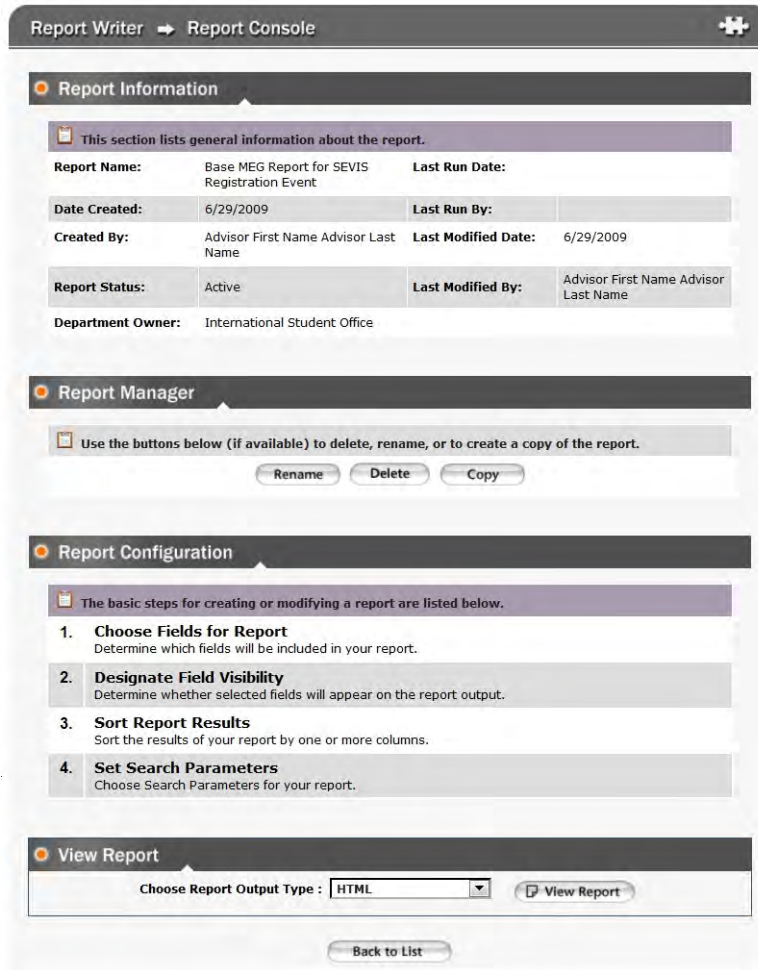 Report Writer ➡ Report Console
Report Information
This section lists general information about the report.
Report Name: Base MEG Report for SEVIS Registration Event Last Run Date:
Date Created: 6/29/2009 Last Run By:
Created By: Advisor First Name Advisor Last Name Last Modified Date: 6/29/2009
Report Status: Active Last Modified By: Advisor First Name Advisor Last Name
Department Owner: International Student Office
Report Manager
Use the buttons below (if available) to delete, rename, or to create a copy of the report.
Rename Delete Copy
Report Configuration
The basic steps for creating or modifying a report are listed below.
1. Choose Fields for Report
Determine which fields will be included in your report.
2. Designate Field Visibility
Determine whether selected fields will appear on the report output.
3. Sort Report Results
Sort the results of your report by one or more columns.
4. Set Search Parameters
Choose Search Parameters for your report.
View Report
Choose Report Output Type : HTML View Report
Back to List